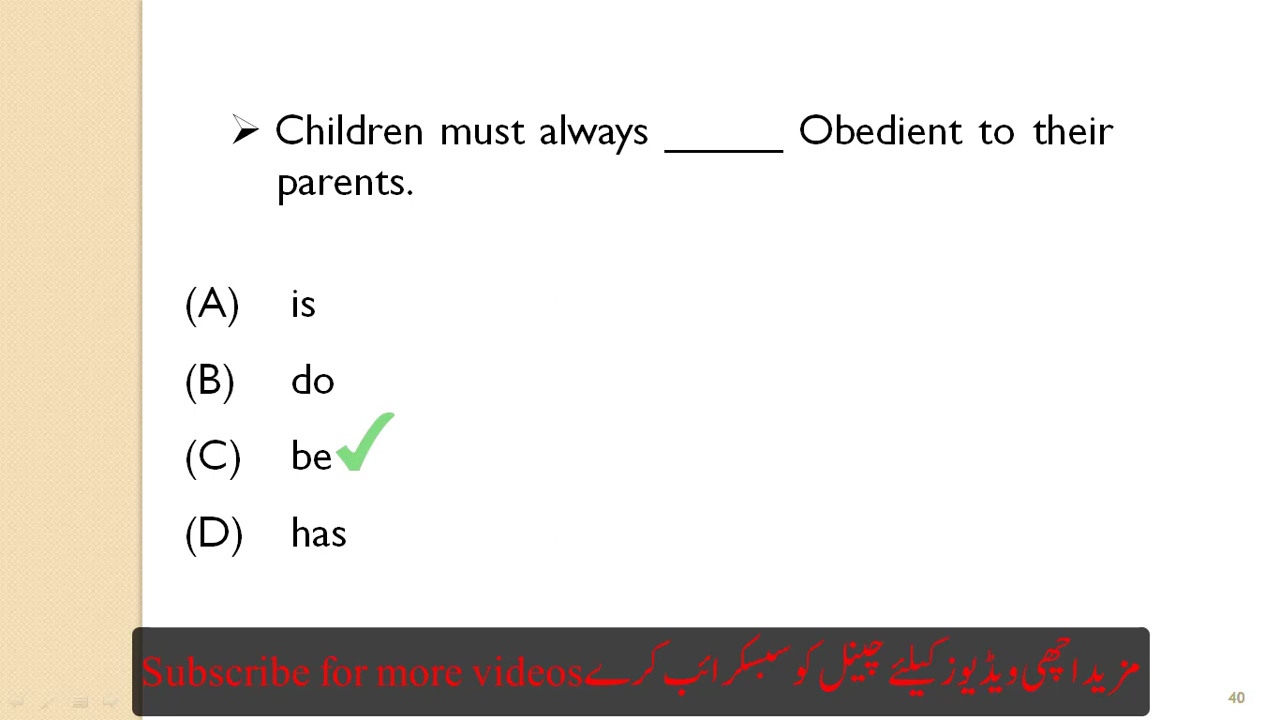 ➢ Children must always ______ Obedient to their
parents.
(A) is
(B) do
(C) be
(D) has
Subscribe for more videos مزید اچھی ویڈیوز کیلئے چینل کو سبسکرائب کرے
40